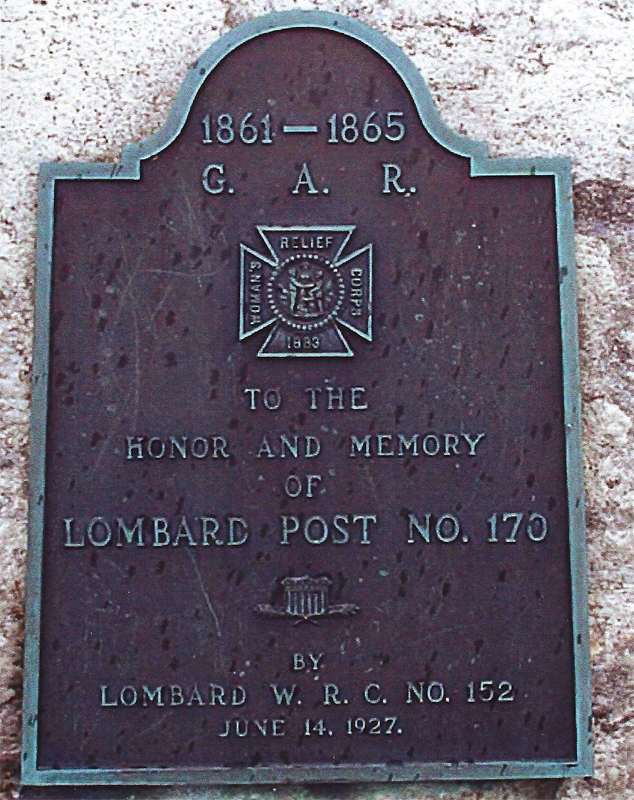 1861—1865
G. A. R.
RELIEF
WOMAN'S
CORPS
1883
TO THE
HONOR AND MEMORY
OF
LOMBARD POST NO. 170
BY
LOMBARD W. R. C. NO. 152
JUNE 14, 1927.